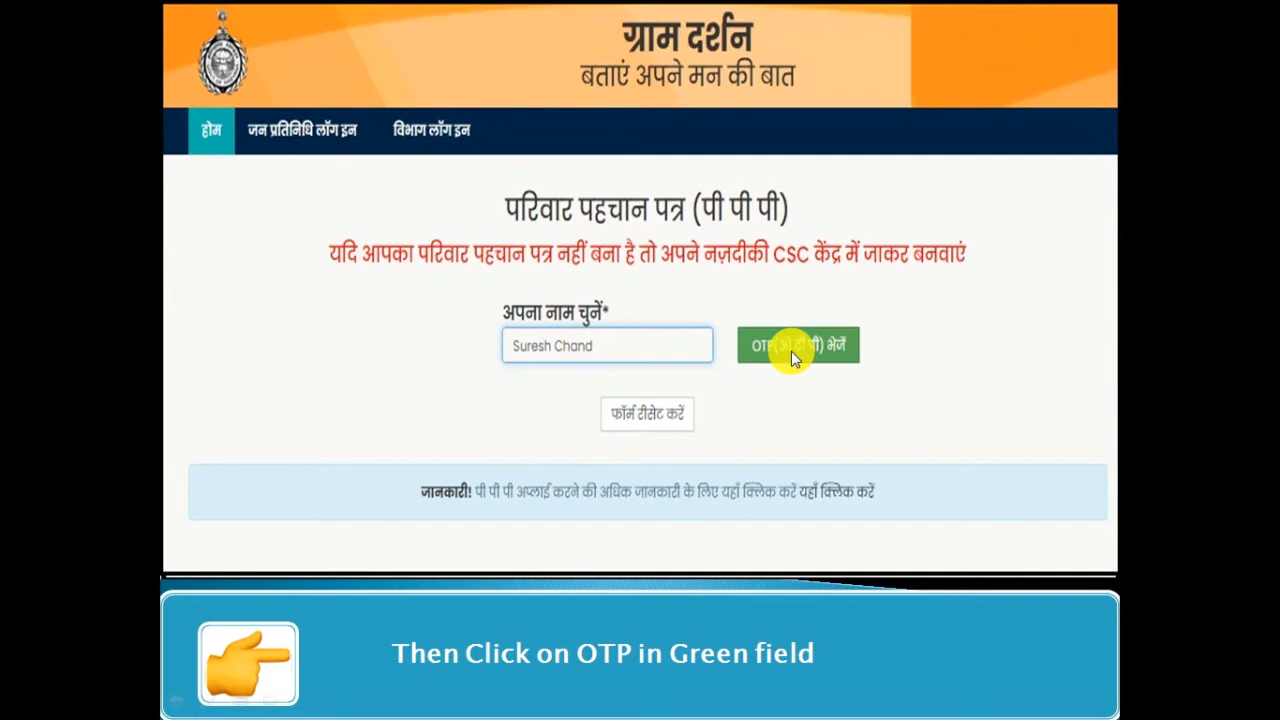 ग्राम दर्शन
बताएं अपने मन की बात
होम जन प्रतिनिधि लॉग इन विभाग लॉग इन
परिवार पहचान पत्र (पी पी पी)
यदि आपका परिवार पहचान पत्र नहीं बना है तो अपने नज़दीकी CSC केंद्र में जाकर बनवाएं
अपना नाम चुनें*
Suresh Chand OTP(ओ टी पी) भेजें
फॉर्म रीसेट करें
जानकारी! पी पी पी अप्लाई करने की अधिक जानकारी के लिए यहाँ क्लिक करें यहाँ क्लिक करें
Then Click on OTP in Green field